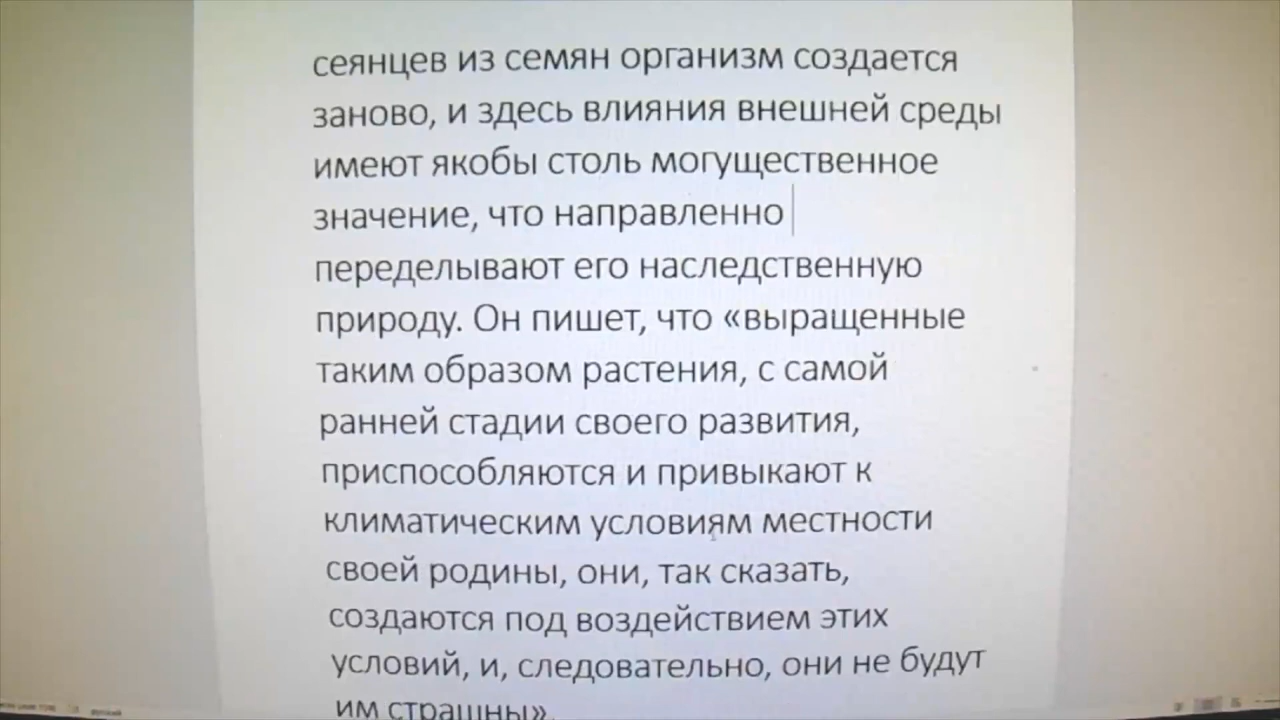 сеянцев из семян организм создается
заново, и здесь влияния внешней среды
имеют якобы столь могущественное
значение, что направленно
переделывают его наследственную
природу. Он пишет, что «выращенные
таким образом растения, с самой
ранней стадии своего развития,
приспособляются и привыкают к
климатическим условиям местности
своей родины, они, так сказать,
создаются под воздействием этих
условий, и, следовательно, они не будут
им страшны».
русский